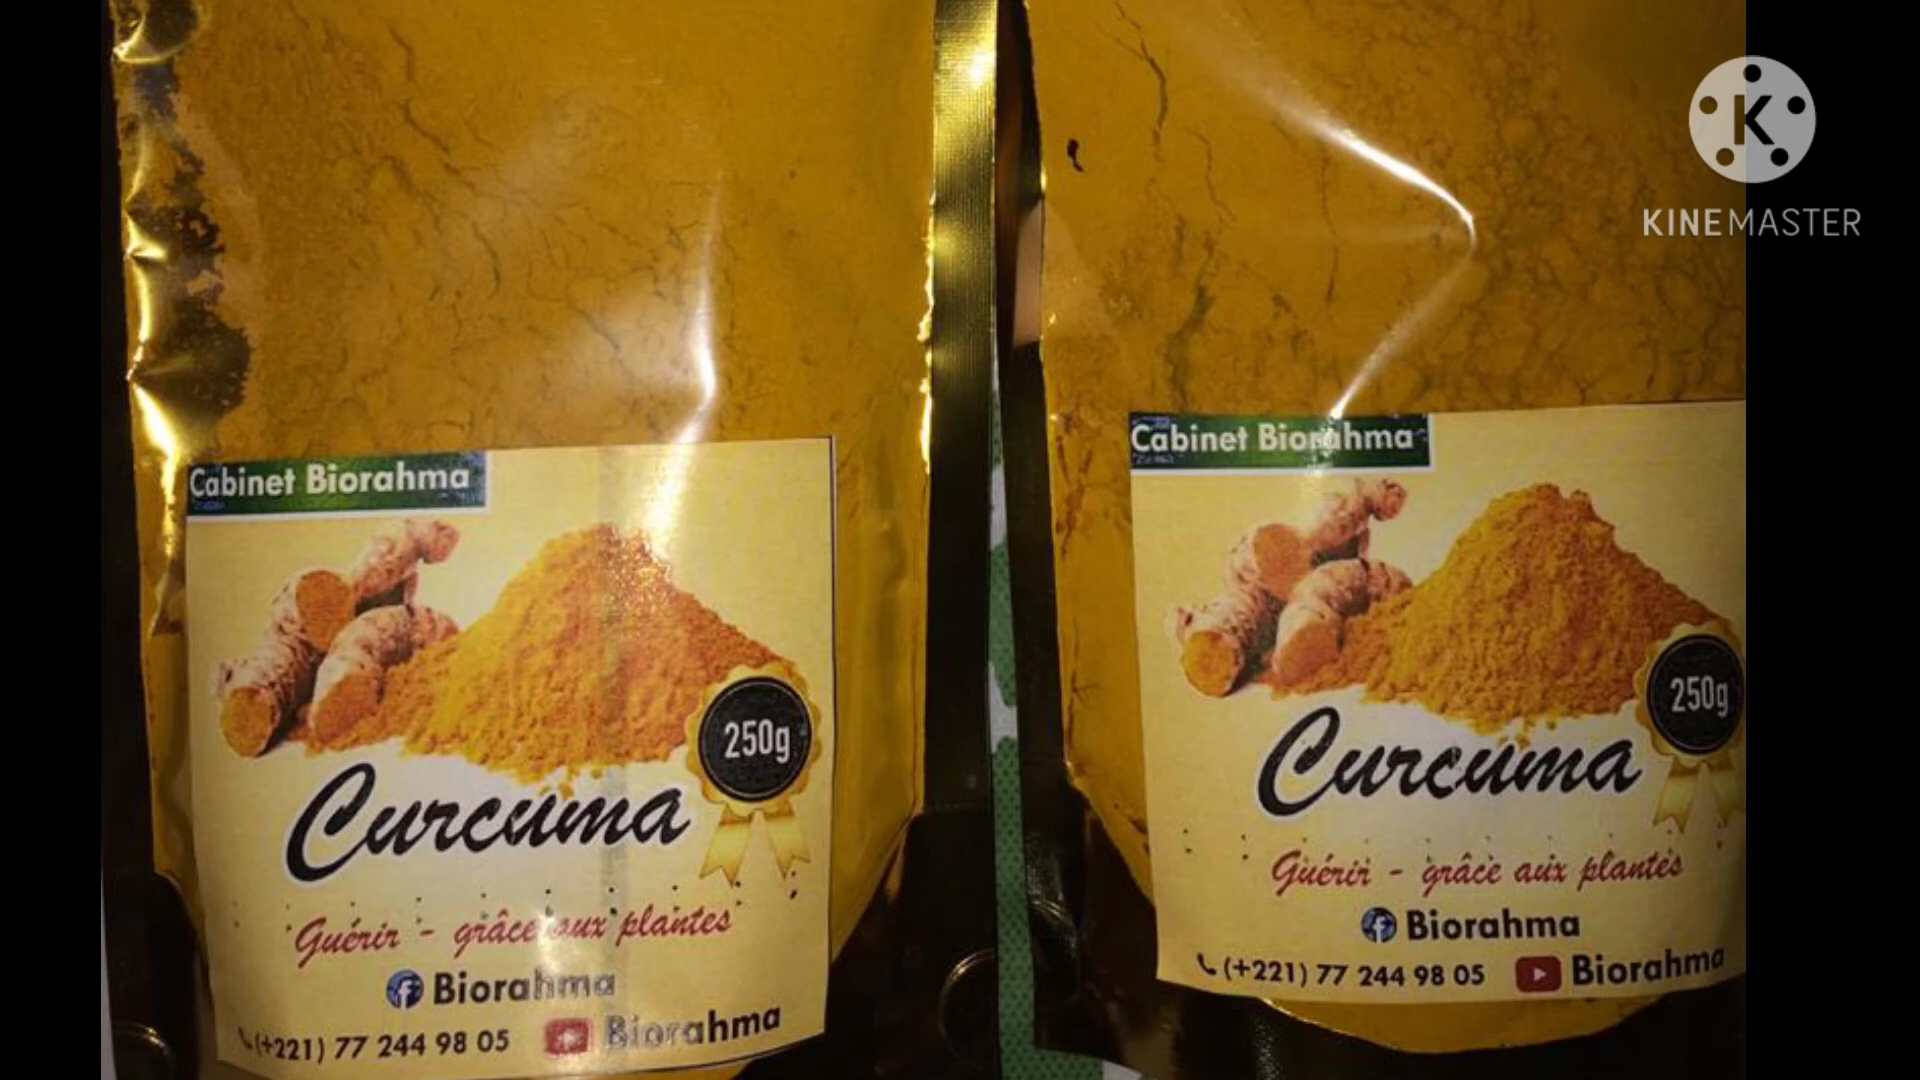 Cabinet Biorahma
250g
Curcuma
Guérir - grâce aux plantes
Biorahma
(+221) 77 244 98 05 Biorahma
Cabinet Biorahma
250g
Curcuma
Guérir - grâce aux plantes
Biorahma
(+221) 77 244 98 05 Biorahma
K
KINEMASTER